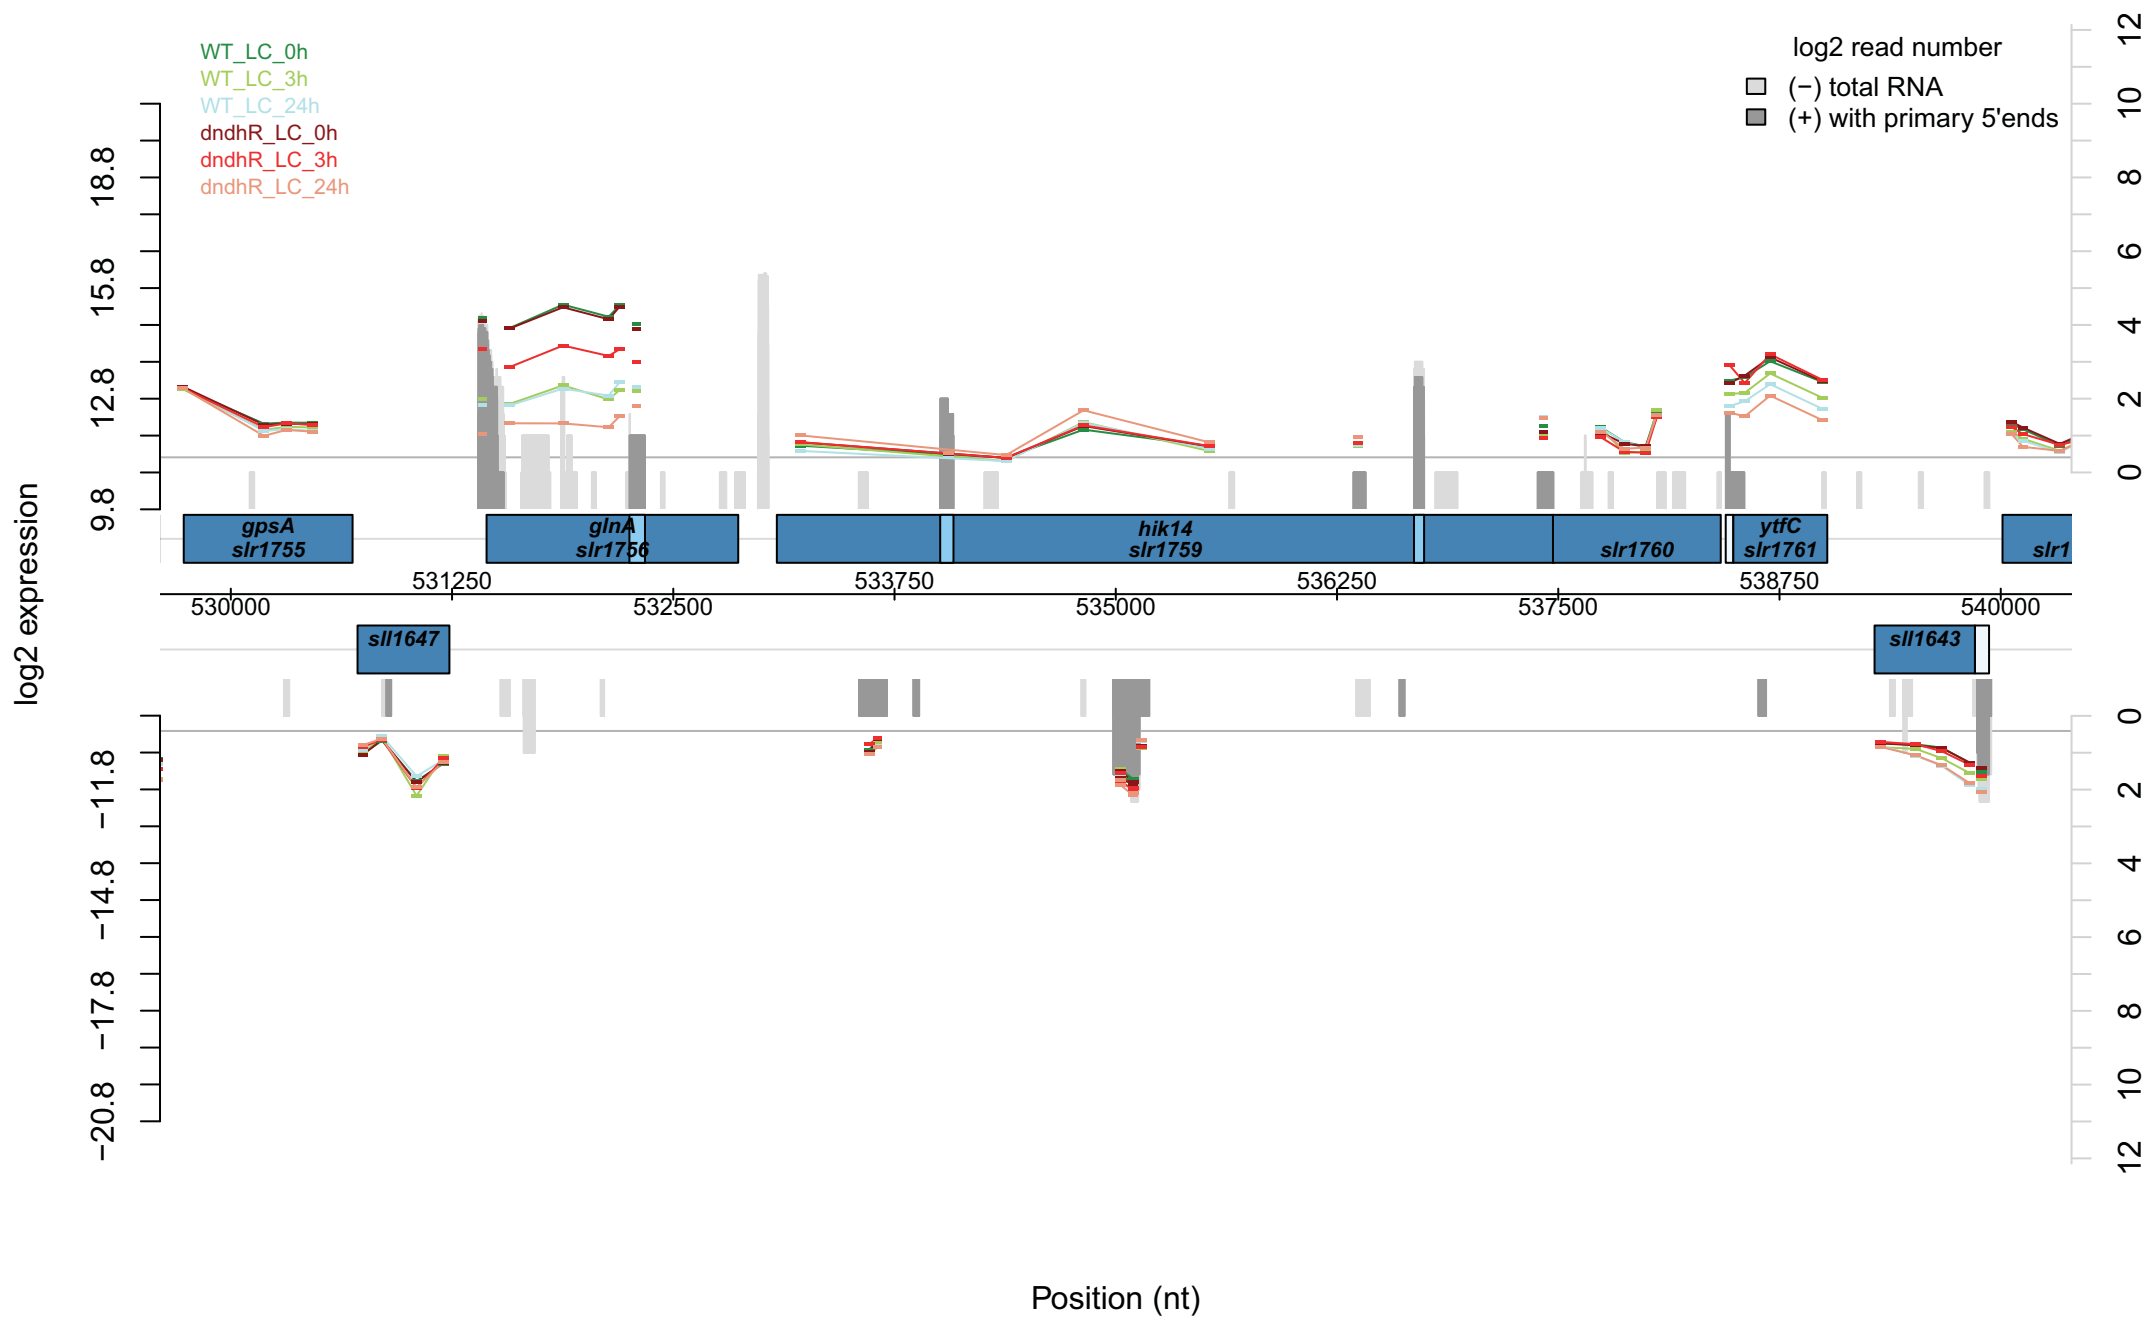 WT_LC_0h
WT_LC_3h
WT_LC_24h
dndhR_LC_0h
dndhR_LC_3h
dndhR_LC_24h
log2 read number
(−) total RNA
(+) with primary 5'ends
18.8
15.8
12.8
9.8
12
10
8
6
4
2
0
log2 expression
gpsA
slr1755
glnA
slr1756
hik14
slr1759
slr1760
ytfC
slr1761
slr1
531250
533750
536250
538750
530000
532500
535000
537500
540000
sll1647
sll1643
−11.8
−14.8
−17.8
−20.8
0
2
4
6
8
10
12
Position (nt)